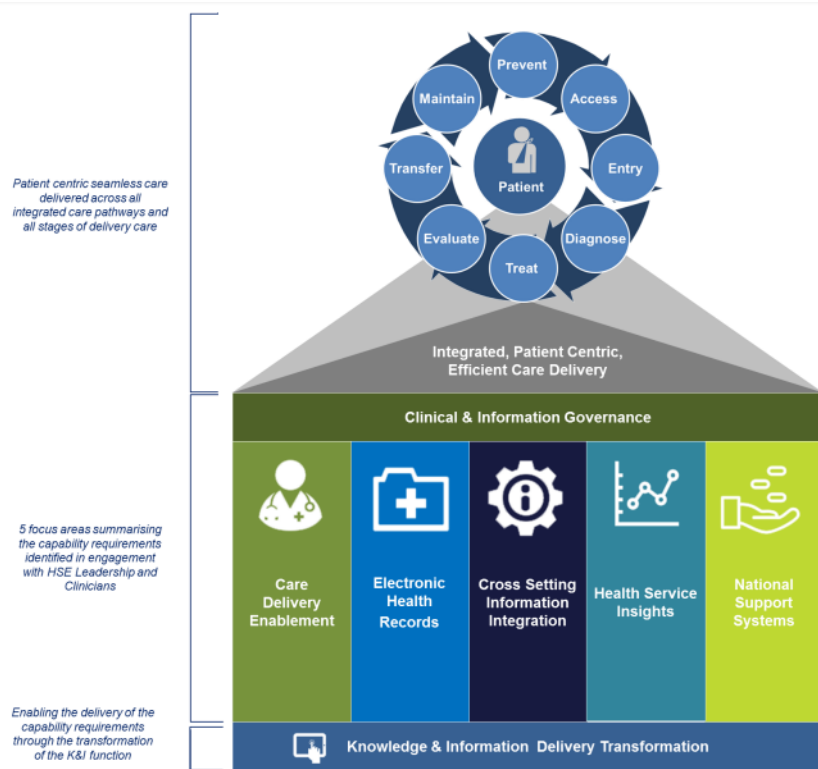 Prevent
Access
Entry
Diagnose
Treat
Evaluate
Transfer
Maintain
Patient
Patient centric seamless care
delivered across all
integrated care pathways and
all stages of delivery care
Integrated, Patient Centric,
Efficient Care Delivery
Clinical & Information Governance
5 focus areas summarising
the capability requirements
identified in engagement
with HSE Leadership and
Clinicians
Care
Delivery
Enablement
Electronic
Health
Records
Cross Setting
Information
Integration
Health Service
Insights
National
Support
Systems
Enabling the delivery of the
capability requirements
through the transformation
of the K&I function
Knowledge & Information Delivery Transformation